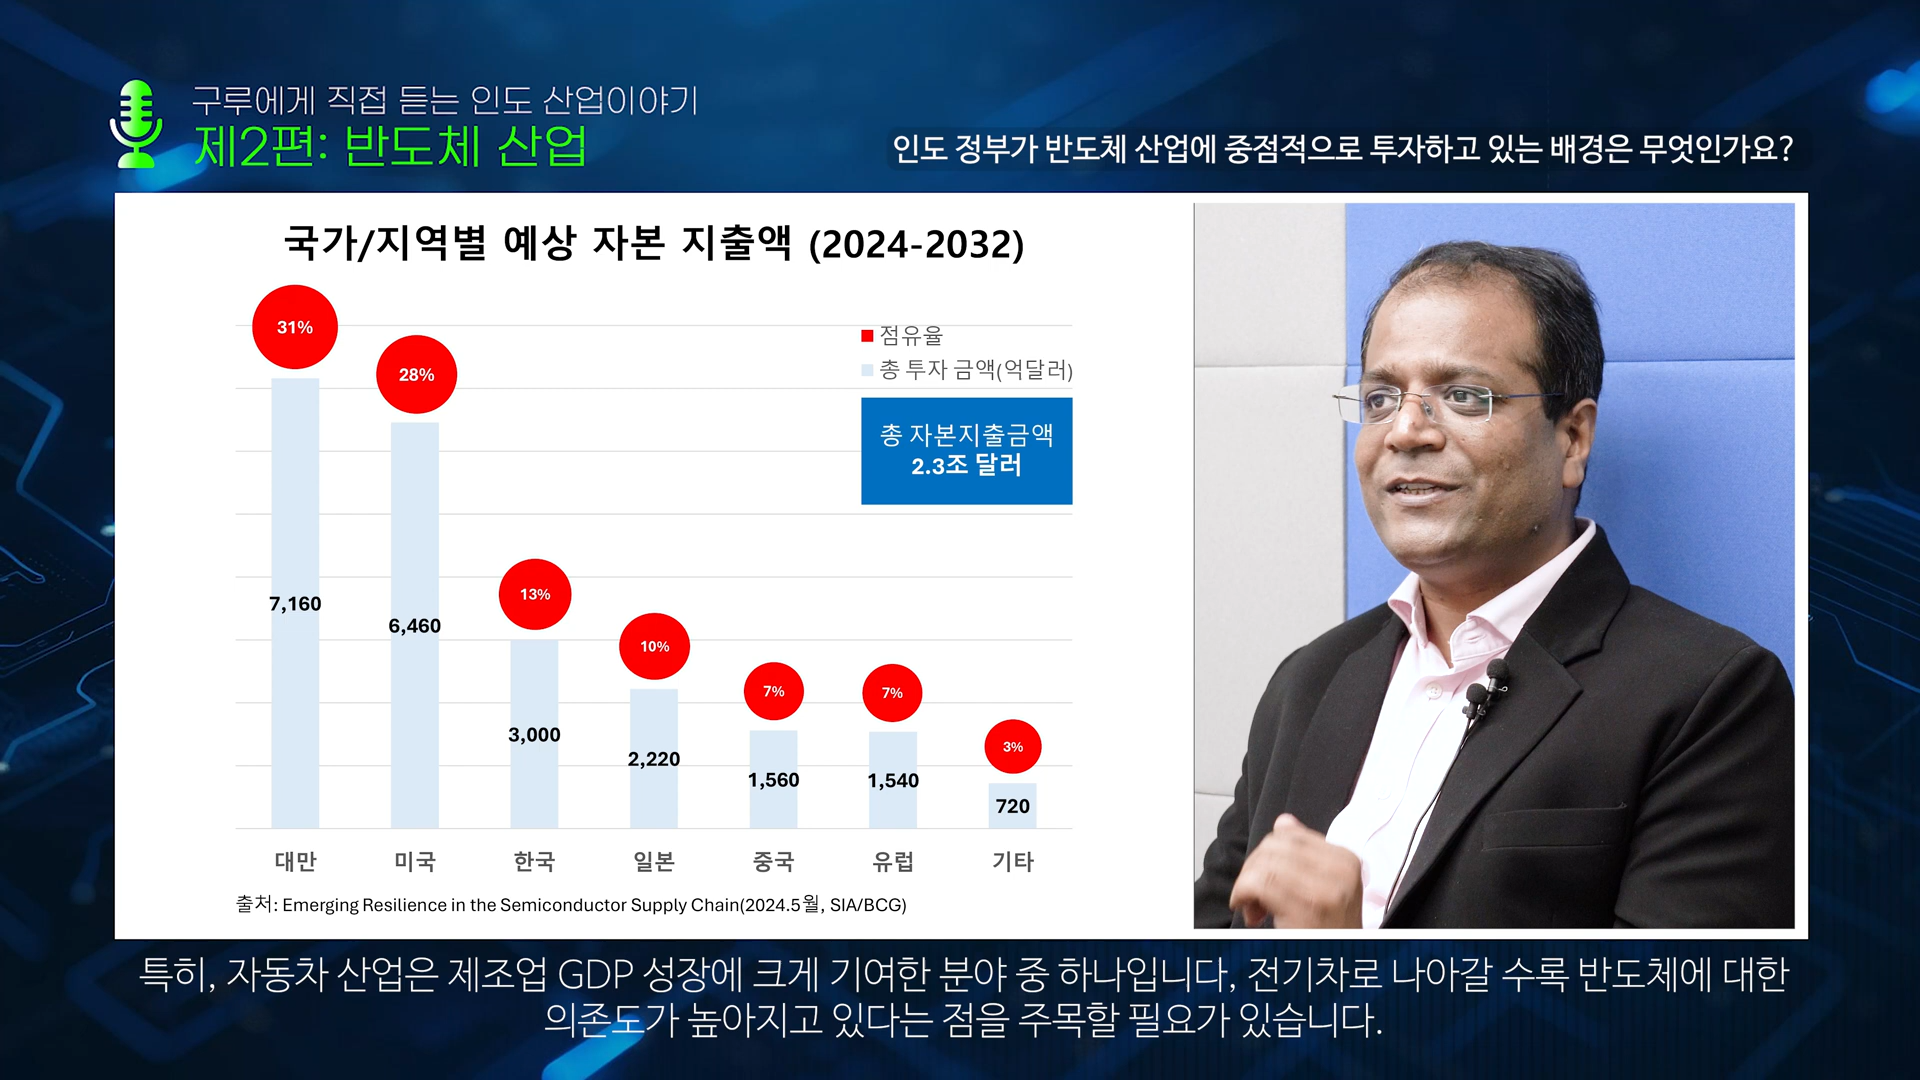 구루에게 직접 듣는 인도 산업이야기
제2편: 반도체 산업
인도 정부가 반도체 산업에 중점적으로 투자하고 있는 배경은 무엇인가요?
국가/지역별 예상 자본 지출액 (2024-2032)
점유율
총 투자 금액(억달러)
총 자본지출금액
2.3조 달러
31%
28%
13%
10%
7%
7%
3%
7,160
6,460
3,000
2,220
1,560
1,540
720
대만
미국
한국
일본
중국
유럽
기타
출처: Emerging Resilience in the Semiconductor Supply Chain(2024.5월, SIA/BCG)
특히, 자동차 산업은 제조업 GDP 성장에 크게 기여한 분야 중 하나입니다, 전기차로 나아갈 수록 반도체에 대한
의존도가 높아지고 있다는 점을 주목할 필요가 있습니다.